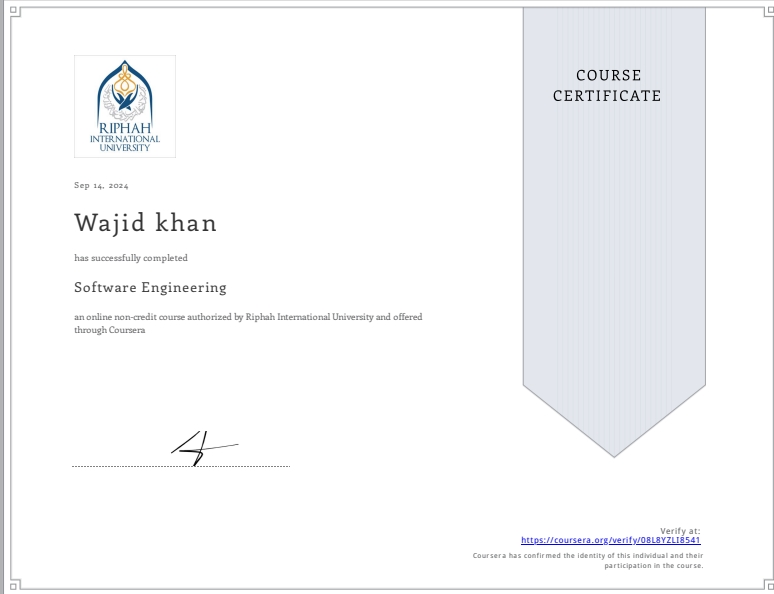 RIPHAH
INTERNATIONAL
UNIVERSITY
COURSE
CERTIFICATE
Sep 14, 2024
Wajid khan
has successfully completed
Software Engineering
an online non-credit course authorized by Riphah International University and offered
through Coursera
Verify at:
https://coursera.org/verify/08L8YZLI8541
Coursera has confirmed the identity of this individual and their
participation in the course.